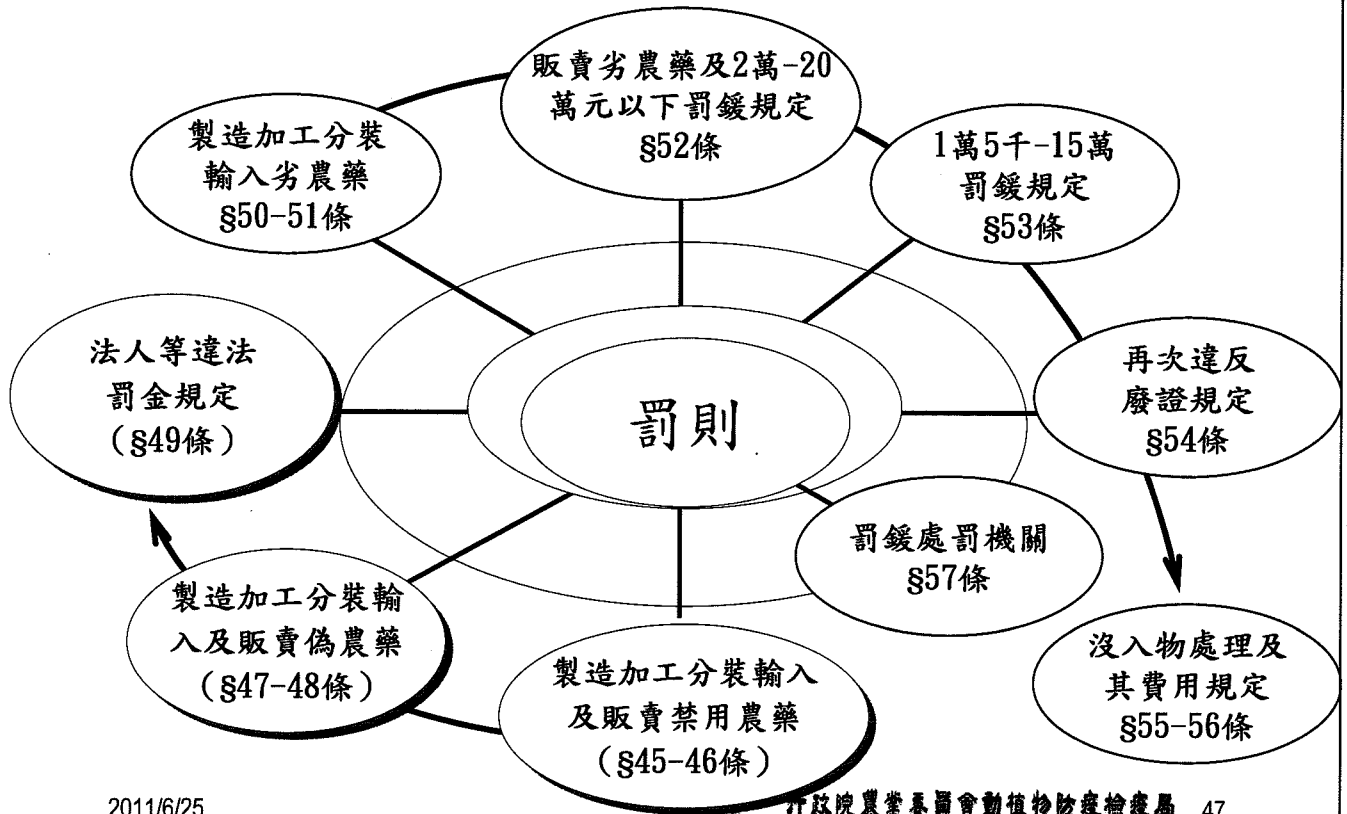 販賣劣農藥及2萬-20
萬元以下罰鍰規定
§52條
製造加工分裝
輸入劣農藥
§50-51條
1萬5千-15萬
罰鍰規定
§53條
法人等違法
罰金規定
(§49條)
罰則
再次違反
廢證規定
§54條
罰鍰處罰機關
§57條
製造加工分裝輸
入及販賣偽農藥
(§47-48條)
製造加工分裝輸入
及販賣禁用農藥
(§45-46條)
沒入物處理及
其費用規定
§55-56條
2011/6/25
行政院農業委員會動植物防疫檢疫局 47